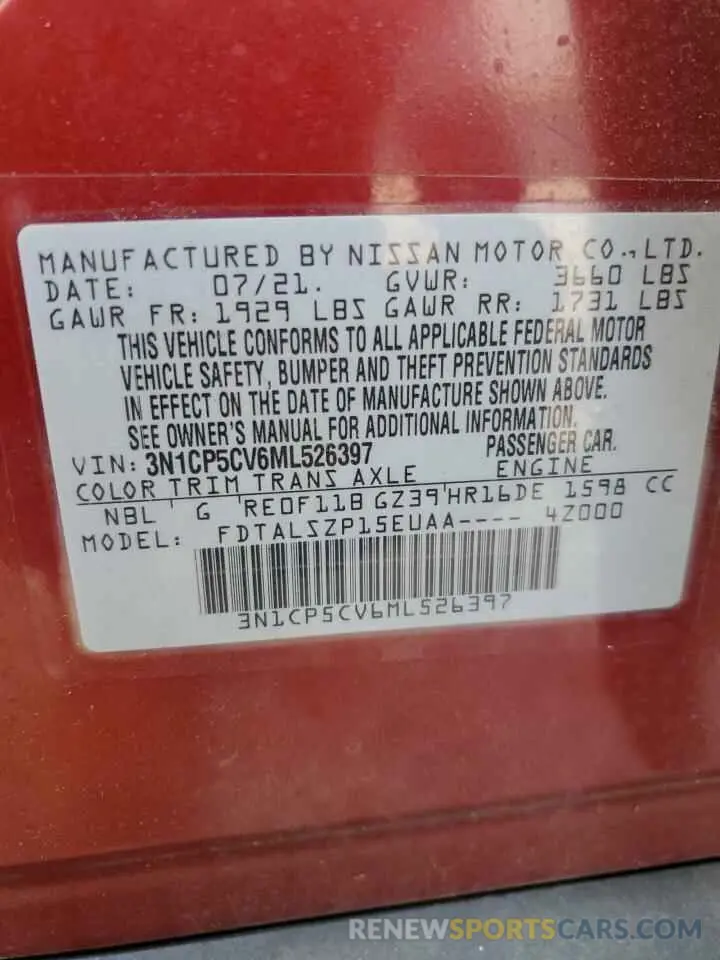 MANUFACTURED BY NISSAN MOTOR CO.,LTD.
DATE: 07/21. GVWR: 3660 LBS
GAWR FR: 1929 LBS GAWR RR: 1731 LBS
THIS VEHICLE CONFORMS TO ALL APPLICABLE FEDERAL MOTOR
VEHICLE SAFETY, BUMPER AND THEFT PREVENTION STANDARDS
IN EFFECT ON THE DATE OF MANUFACTURE SHOWN ABOVE.
SEE OWNER'S MANUAL FOR ADDITIONAL INFORMATION.
VIN: 3N1CP5CV6ML526397 PASSENGER CAR.
COLOR TRIM TRANS AXLE ENGINE
NBL G RE0F11B GZ39 HR16DE 1598 CC
MODEL: FDTALSZP15EUAA---- 4Z000
3N1CP5CV6ML526397
RENEWSPORTSCARS.COM